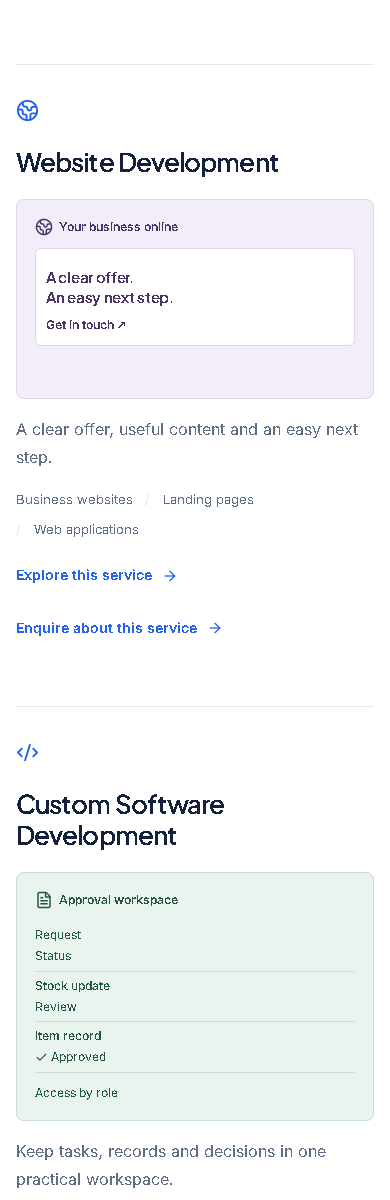 Website Development
Your business online
A clear offer.
An easy next step.
Get in touch ↗
A clear offer, useful content and an easy next
step.
Business websites / Landing pages
/ Web applications
Explore this service →
Enquire about this service →
Custom Software
Development
Approval workspace
Request
Status
Stock update
Review
Item record
✓ Approved
Access by role
Keep tasks, records and decisions in one
practical workspace.